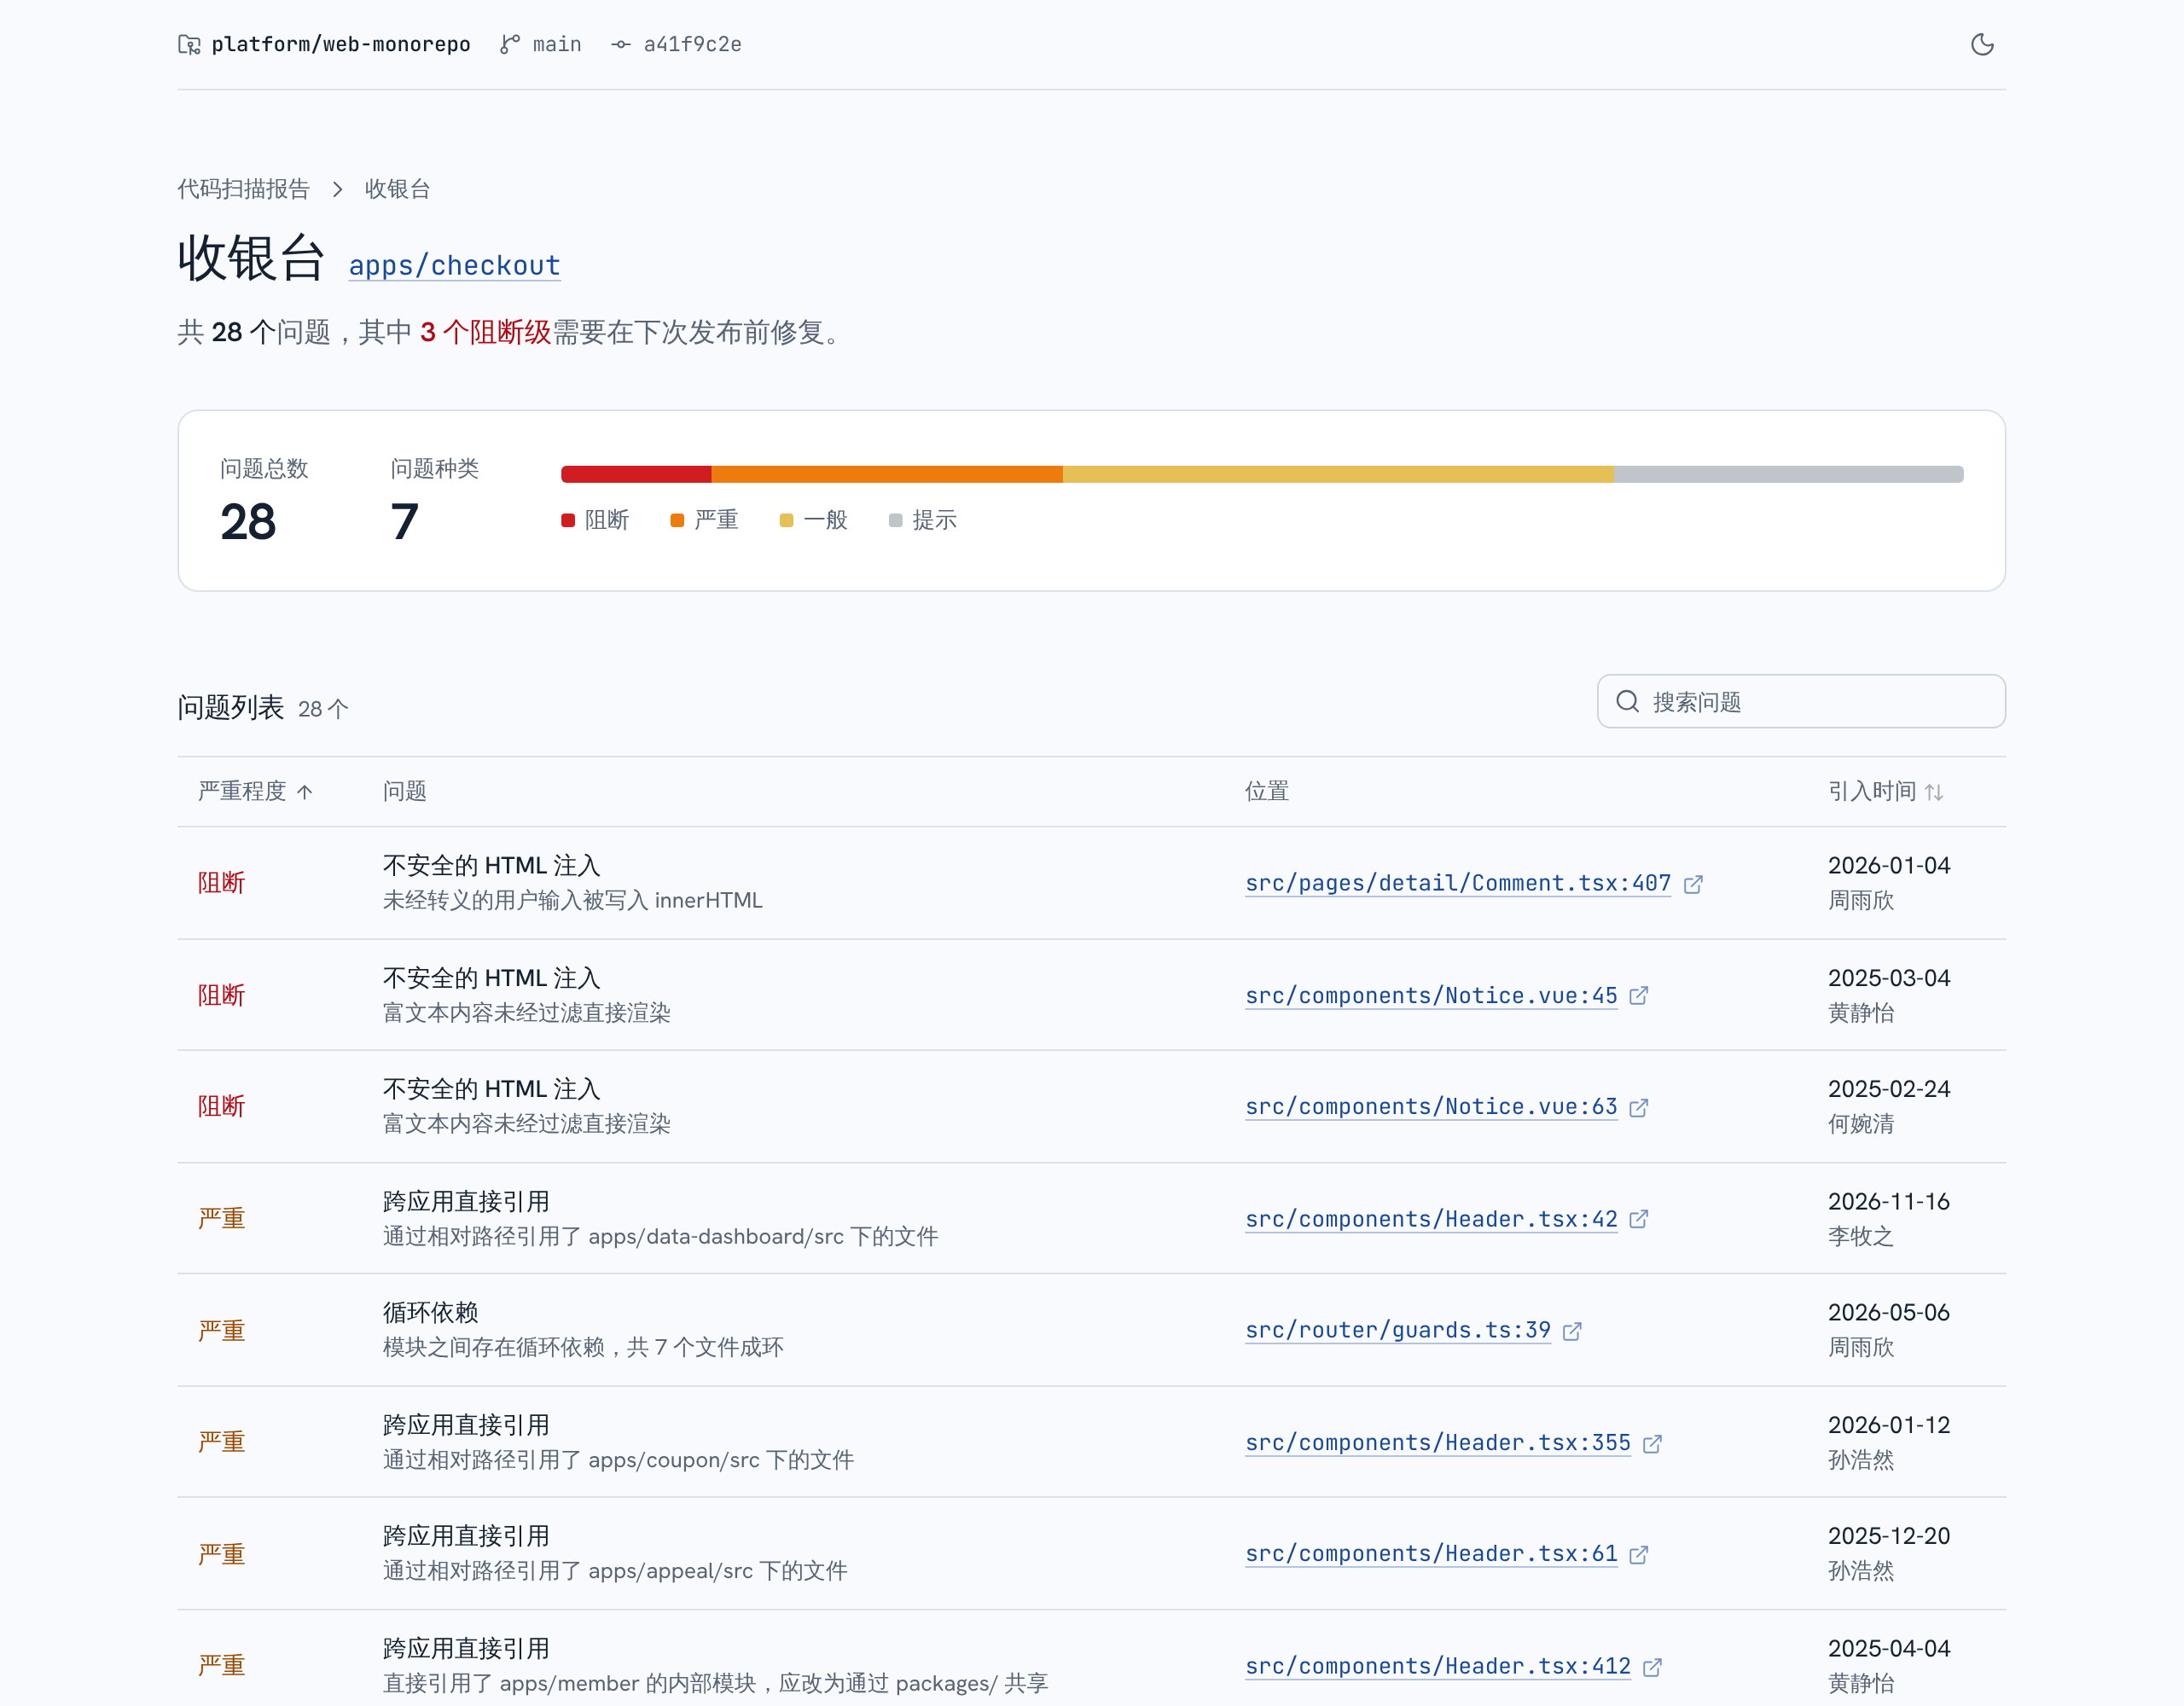 platform/web-monorepo main a41f9c2e
代码扫描报告 收银台
收银台 apps/checkout
共 28 个问题，其中 3 个阻断级需要在下次发布前修复。
问题总数 问题种类
28 7
阻断 严重 一般 提示
问题列表 28 个 搜索问题
严重程度 问题 位置 引入时间
阻断 不安全的 HTML 注入 src/pages/detail/Comment.tsx:407 2026-01-04
未经转义的用户输入被写入 innerHTML 周雨欣
阻断 不安全的 HTML 注入 src/components/Notice.vue:45 2025-03-04
富文本内容未经过滤直接渲染 黄静怡
阻断 不安全的 HTML 注入 src/components/Notice.vue:63 2025-02-24
富文本内容未经过滤直接渲染 何婉清
严重 跨应用直接引用 src/components/Header.tsx:42 2026-11-16
通过相对路径引用了 apps/data-dashboard/src 下的文件 李牧之
严重 循环依赖 src/router/guards.ts:39 2026-05-06
模块之间存在循环依赖，共 7 个文件成环 周雨欣
严重 跨应用直接引用 src/components/Header.tsx:355 2026-01-12
通过相对路径引用了 apps/coupon/src 下的文件 孙浩然
严重 跨应用直接引用 src/components/Header.tsx:61 2025-12-20
通过相对路径引用了 apps/appeal/src 下的文件 孙浩然
严重 跨应用直接引用 src/components/Header.tsx:412 2025-04-04
直接引用了 apps/member 的内部模块，应改为通过 packages/ 共享 黄静怡